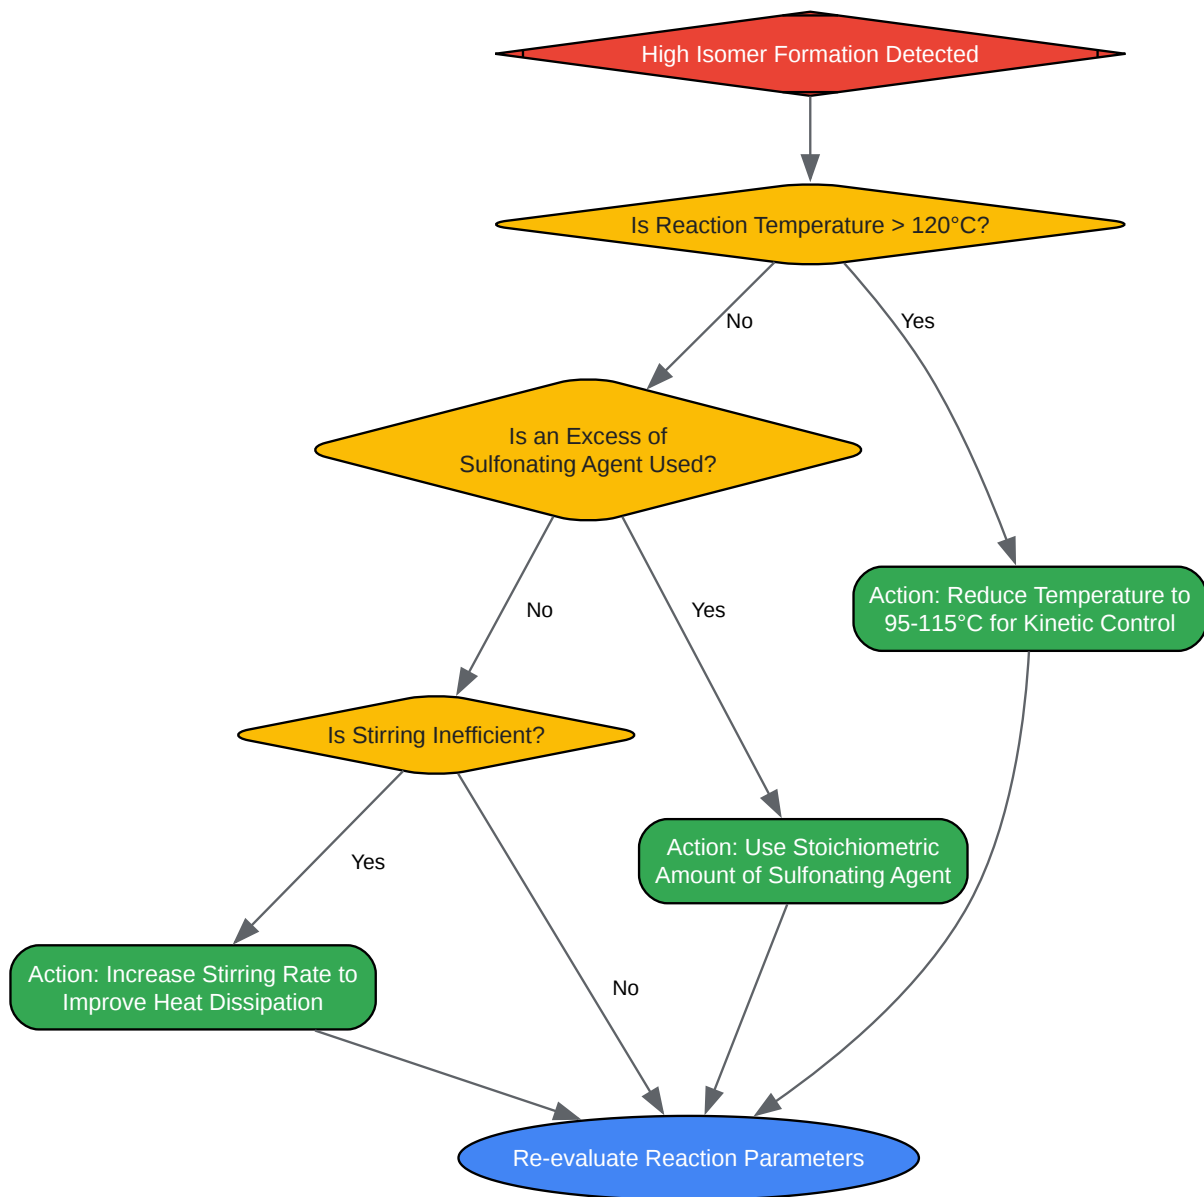 High Isomer Formation Detected
Is Reaction Temperature > 120°C?
No
Yes
Is an Excess of
Sulfonating Agent Used?
No
Yes
Action: Reduce Temperature to
95-115°C for Kinetic Control
Is Stirring Inefficient?
Yes
No
Action: Use Stoichiometric
Amount of Sulfonating Agent
Action: Increase Stirring Rate to
Improve Heat Dissipation
Re-evaluate Reaction Parameters